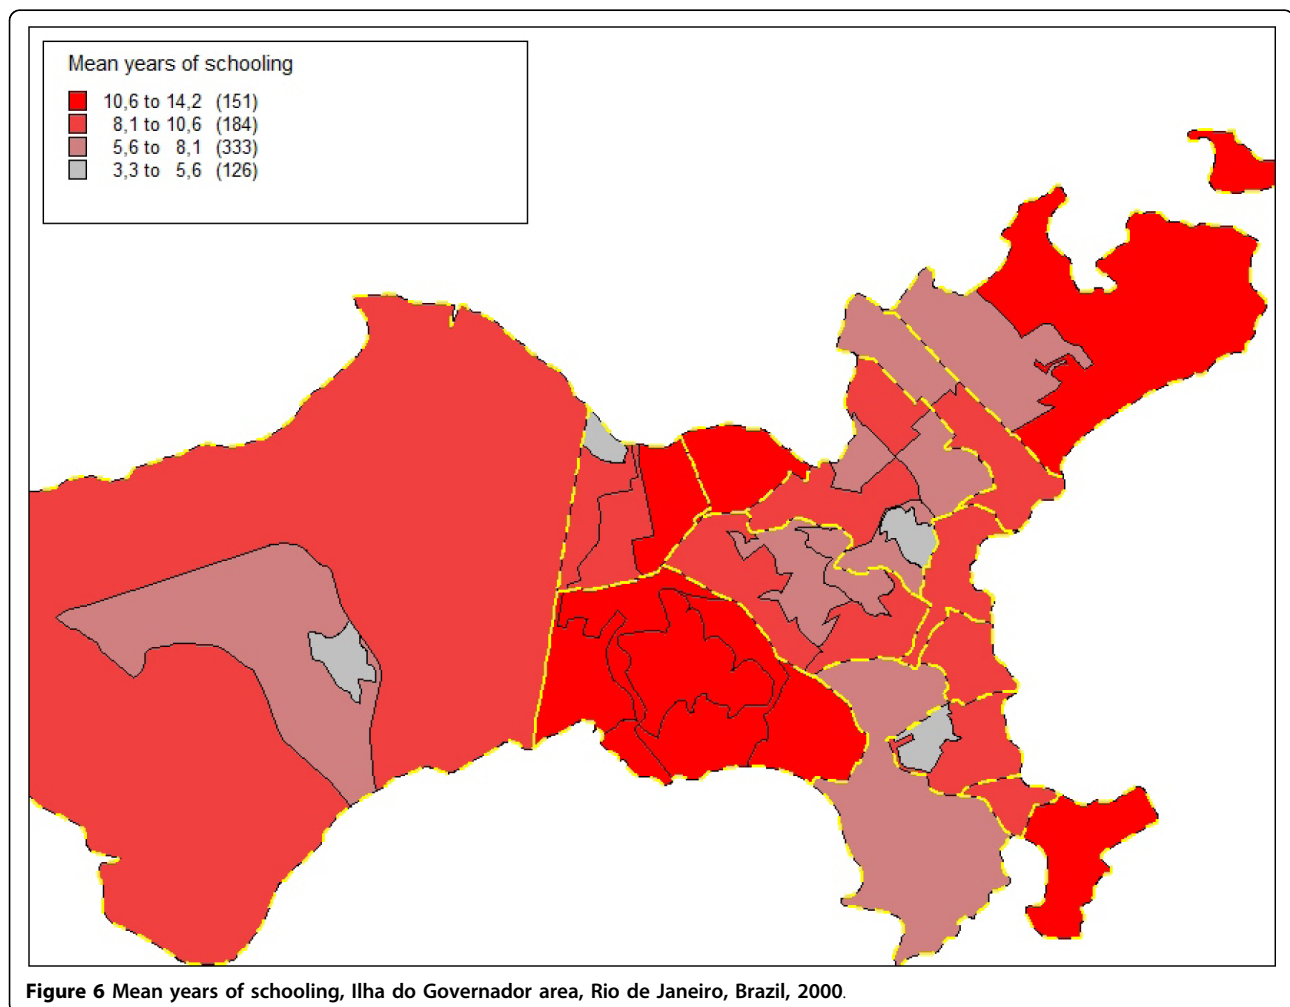 Mean years of schooling
10,6 to 14,2 (151)
8,1 to 10,6 (184)
5,6 to 8,1 (333)
3,3 to 5,6 (126)
Figure 6 Mean years of schooling, Ilha do Governador area, Rio de Janeiro, Brazil, 2000.